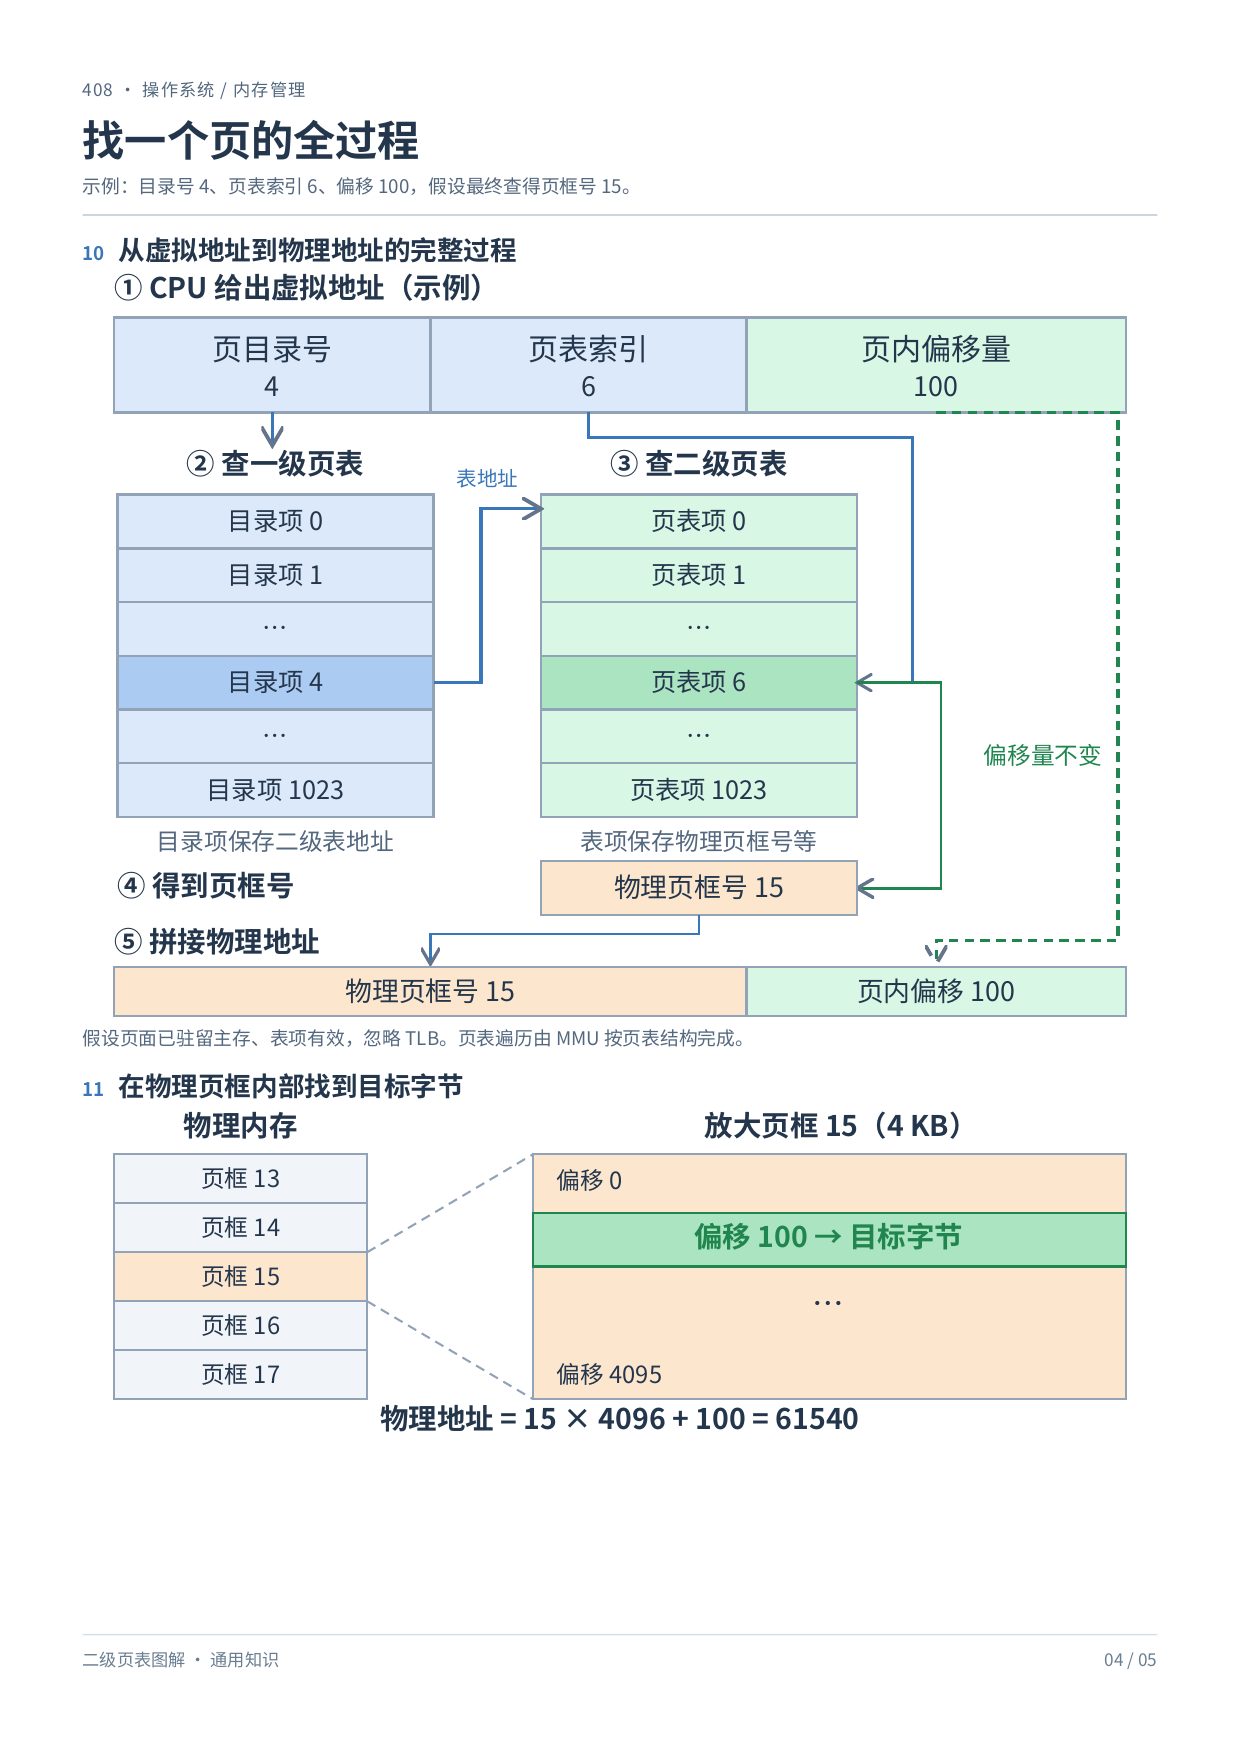 408 · 操作系统 / 内存管理
找一个页的全过程
示例：目录号 4、页表索引 6、偏移 100，假设最终查得页框号 15。
10 从虚拟地址到物理地址的完整过程
① CPU 给出虚拟地址（示例）
页目录号
4
页表索引
6
页内偏移量
100
② 查一级页表
表地址
③ 查二级页表
目录项 0
目录项 1
…
目录项 4
…
目录项 1023
目录项保存二级表地址
页表项 0
页表项 1
…
页表项 6
…
页表项 1023
表项保存物理页框号等
偏移量不变
④ 得到页框号
物理页框号 15
⑤ 拼接物理地址
物理页框号 15
页内偏移 100
假设页面已驻留主存、表项有效，忽略 TLB。页表遍历由 MMU 按页表结构完成。
11 在物理页框内部找到目标字节
物理内存
页框 13
页框 14
页框 15
页框 16
页框 17
放大页框 15（4 KB）
偏移 0
偏移 100 → 目标字节
…
偏移 4095
物理地址 = 15 × 4096 + 100 = 61540
二级页表图解 · 通用知识
04 / 05